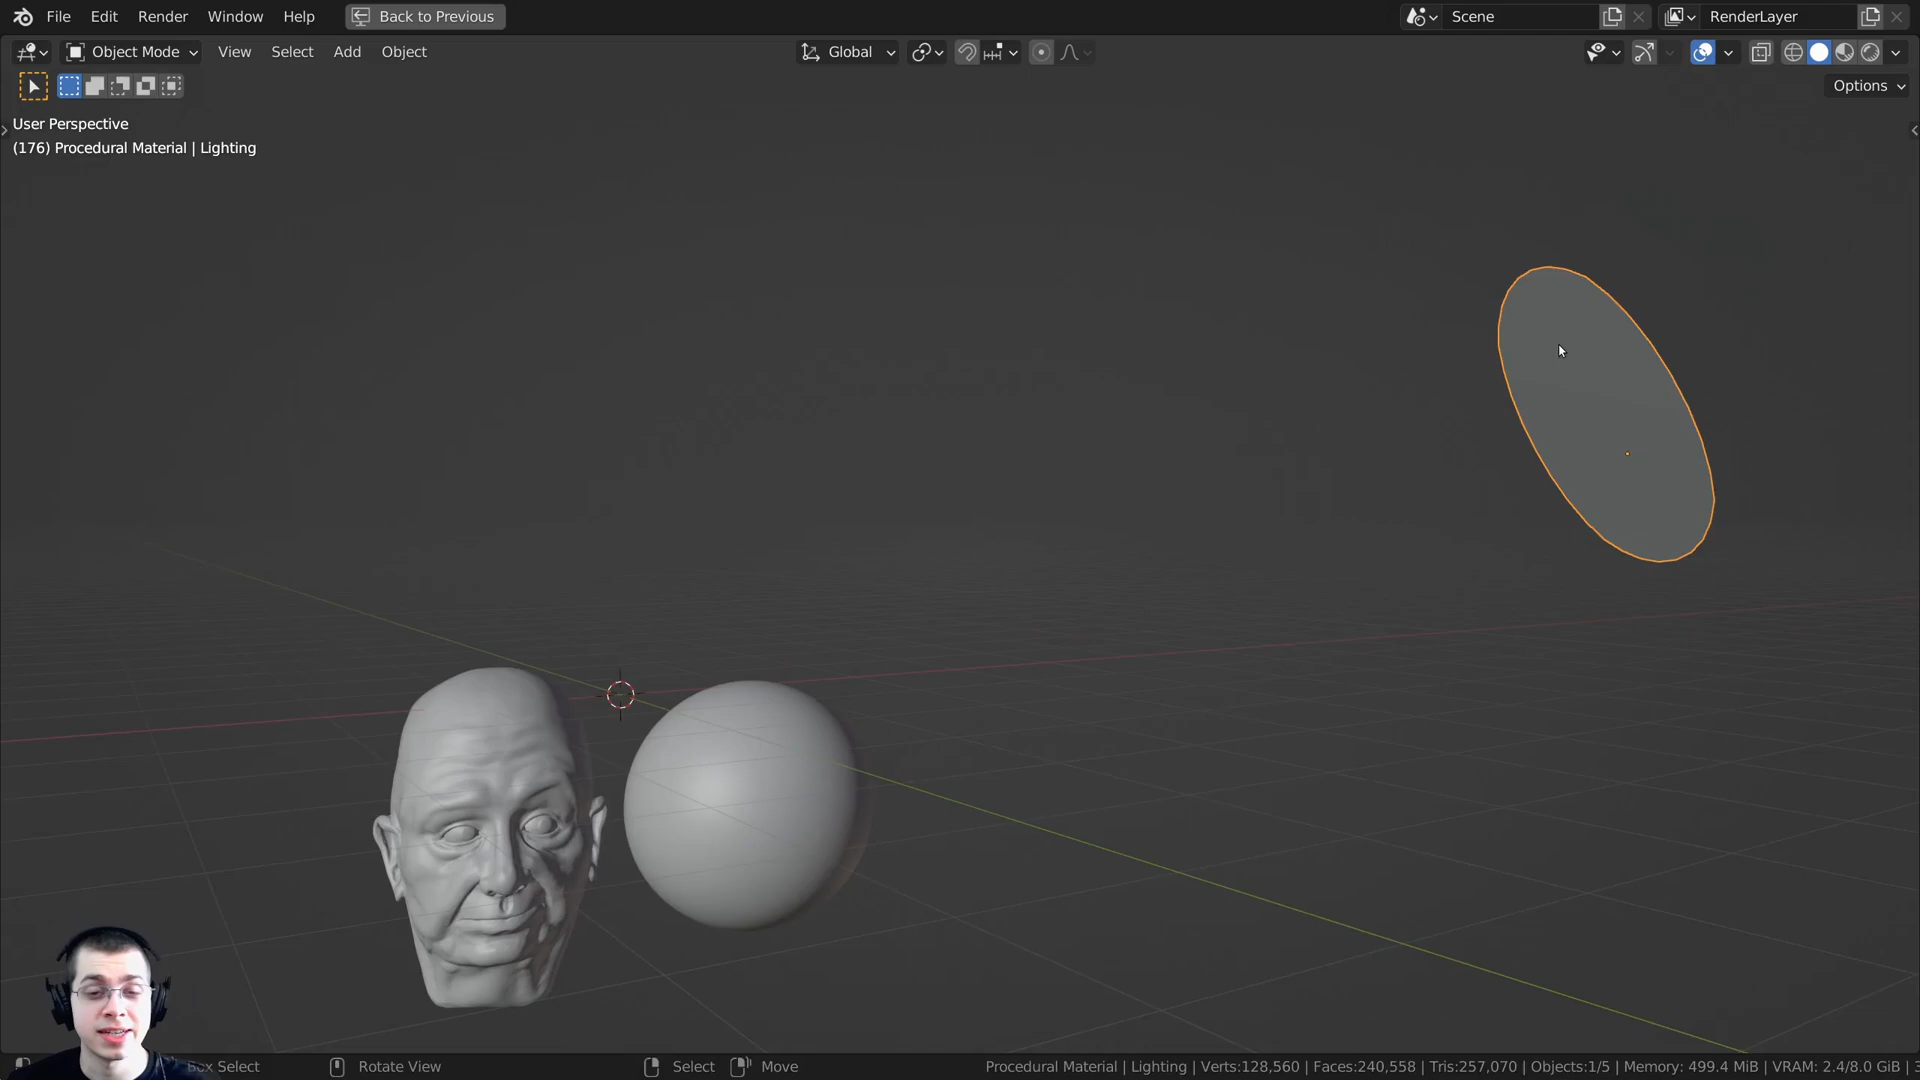 File Edit Render Window Help Back to Previous Scene RenderLayer
Object Mode View Select Add Object Global
Options
User Perspective
(176) Procedural Material | Lighting
Box Select Rotate View Select Move Procedural Material | Lighting | Verts:128,560 | Faces:240,558 | Tris:257,070 | Objects:1/5 | Memory: 499.4 MiB | VRAM: 2.4/8.0 GiB |